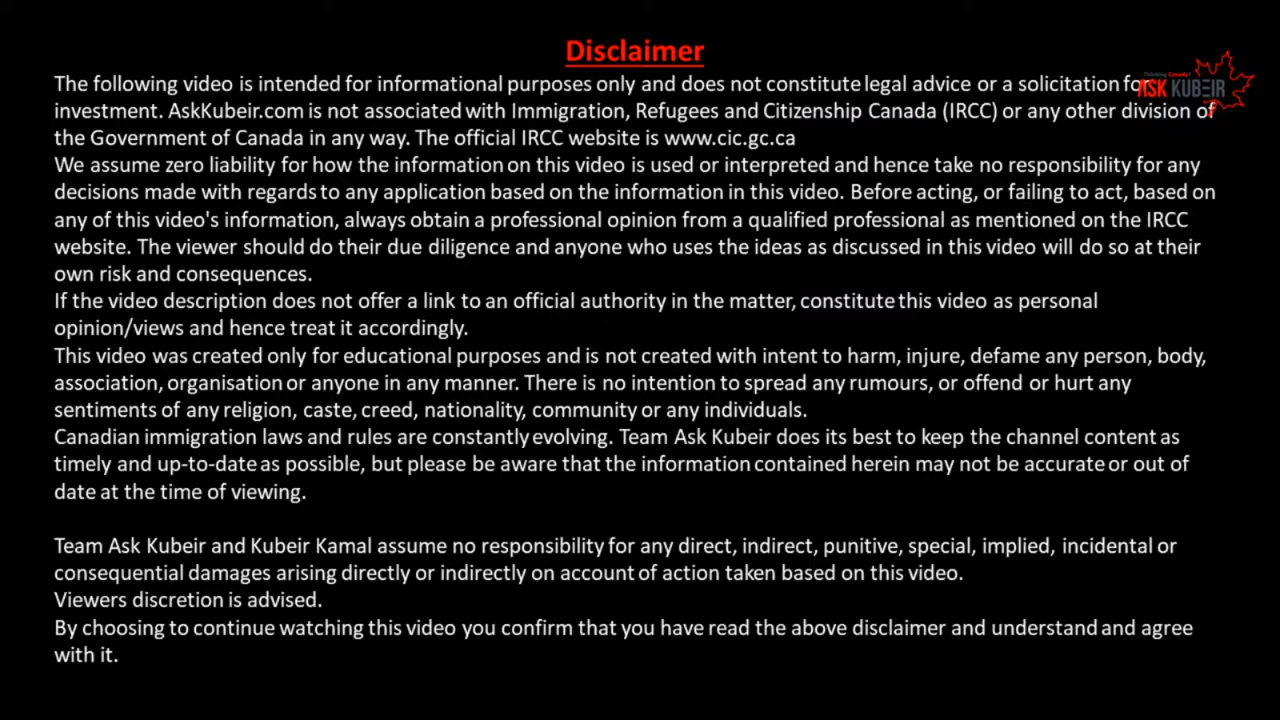 Disclaimer
Thinking Canada?
ASK KUBEIR
The following video is intended for informational purposes only and does not constitute legal advice or a solicitation for
investment. AskKubeir.com is not associated with Immigration, Refugees and Citizenship Canada (IRCC) or any other division of
the Government of Canada in any way. The official IRCC website is www.cic.gc.ca
We assume zero liability for how the information on this video is used or interpreted and hence take no responsibility for any
decisions made with regards to any application based on the information in this video. Before acting, or failing to act, based on
any of this video's information, always obtain a professional opinion from a qualified professional as mentioned on the IRCC
website. The viewer should do their due diligence and anyone who uses the ideas as discussed in this video will do so at their
own risk and consequences.
If the video description does not offer a link to an official authority in the matter, constitute this video as personal
opinion/views and hence treat it accordingly.
This video was created only for educational purposes and is not created with intent to harm, injure, defame any person, body,
association, organisation or anyone in any manner. There is no intention to spread any rumours, or offend or hurt any
sentiments of any religion, caste, creed, nationality, community or any individuals.
Canadian immigration laws and rules are constantly evolving. Team Ask Kubeir does its best to keep the channel content as
timely and up-to-date as possible, but please be aware that the information contained herein may not be accurate or out of
date at the time of viewing.
Team Ask Kubeir and Kubeir Kamal assume no responsibility for any direct, indirect, punitive, special, implied, incidental or
consequential damages arising directly or indirectly on account of action taken based on this video.
Viewers discretion is advised.
By choosing to continue watching this video you confirm that you have read the above disclaimer and understand and agree
with it.